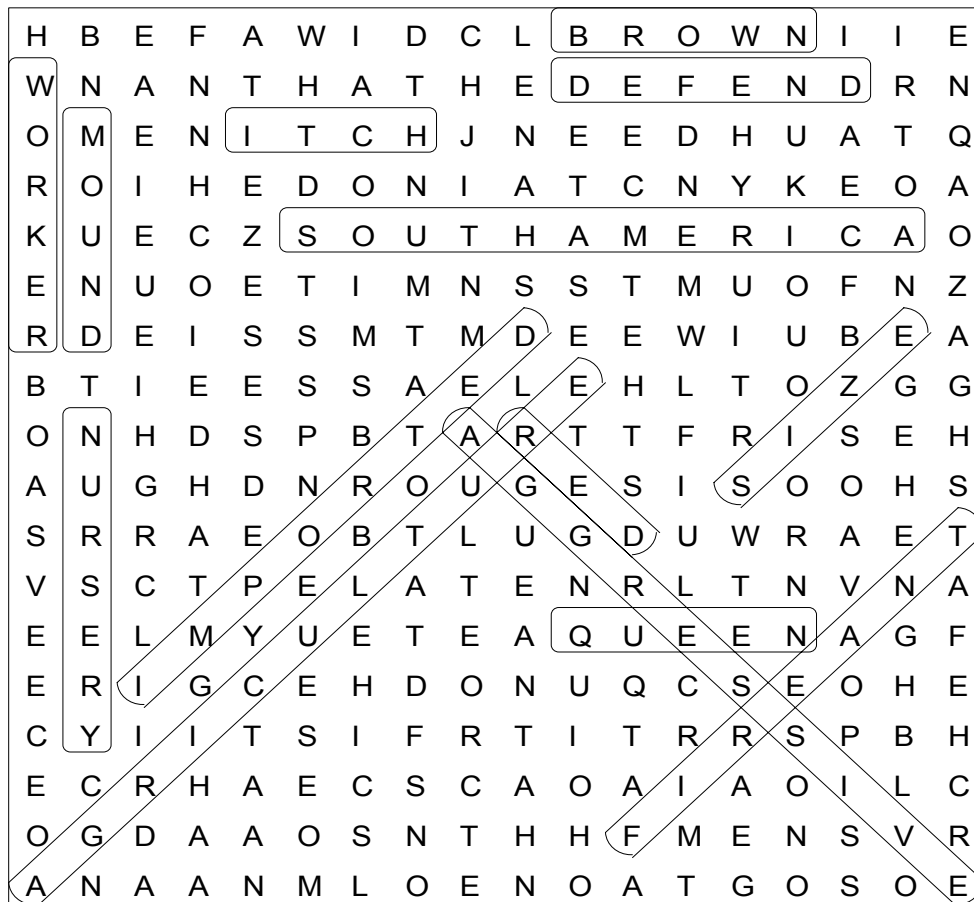 H B E F A W I D C L B R O W N I I E
W N A N T H A T H E D E F E N D R N
O M E N I T C H J N E E D H U A T Q
R O I H E D O N I A T C N Y K E O A
K U E C Z S O U T H A M E R I C A O
E N U O E T I M N S S T M U O F N Z
R D E I S S M T M D E E W I U B E A
B T I E E S S A E L E H L T O Z G G
O N H D S P B T A R T T F R I S E H
A U G H D N R O U G E S I S O O H S
S R R A E O B T L U G D U W R A E T
V S C T P E L A T E N R L T N V N A
E E L M Y U E T E A Q U E E N A G F
E R I G C E H D O N U Q C S E O H E
C Y I I T S I F R T I T R R S P B H
E C R H A E C S C A O A I A O I L C
O G D A A O S N T H H F M E N S V R
A N A A N M L O E N O A T G O S O E